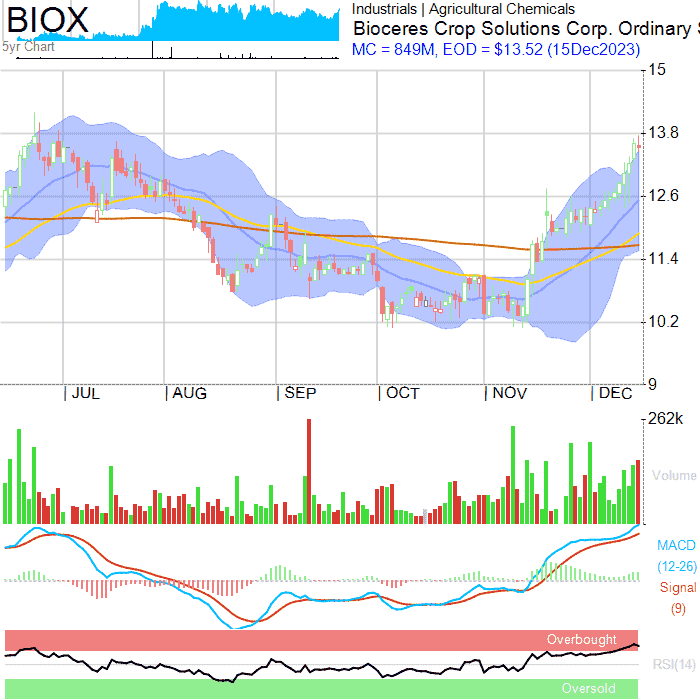 BIOX
5yr Chart
Industrials | Agricultural Chemicals
Bioceres Crop Solutions Corp. Ordinary S
MC = 849M, EOD = $13.52 (15Dec2023)
15
13.8
12.6
11.4
10.2
9
| JUL | AUG | SEP | OCT | NOV | DEC
262k
Volume
MACD
(12-26)
Signal
(9)
Overbought
RSI(14)
Oversold